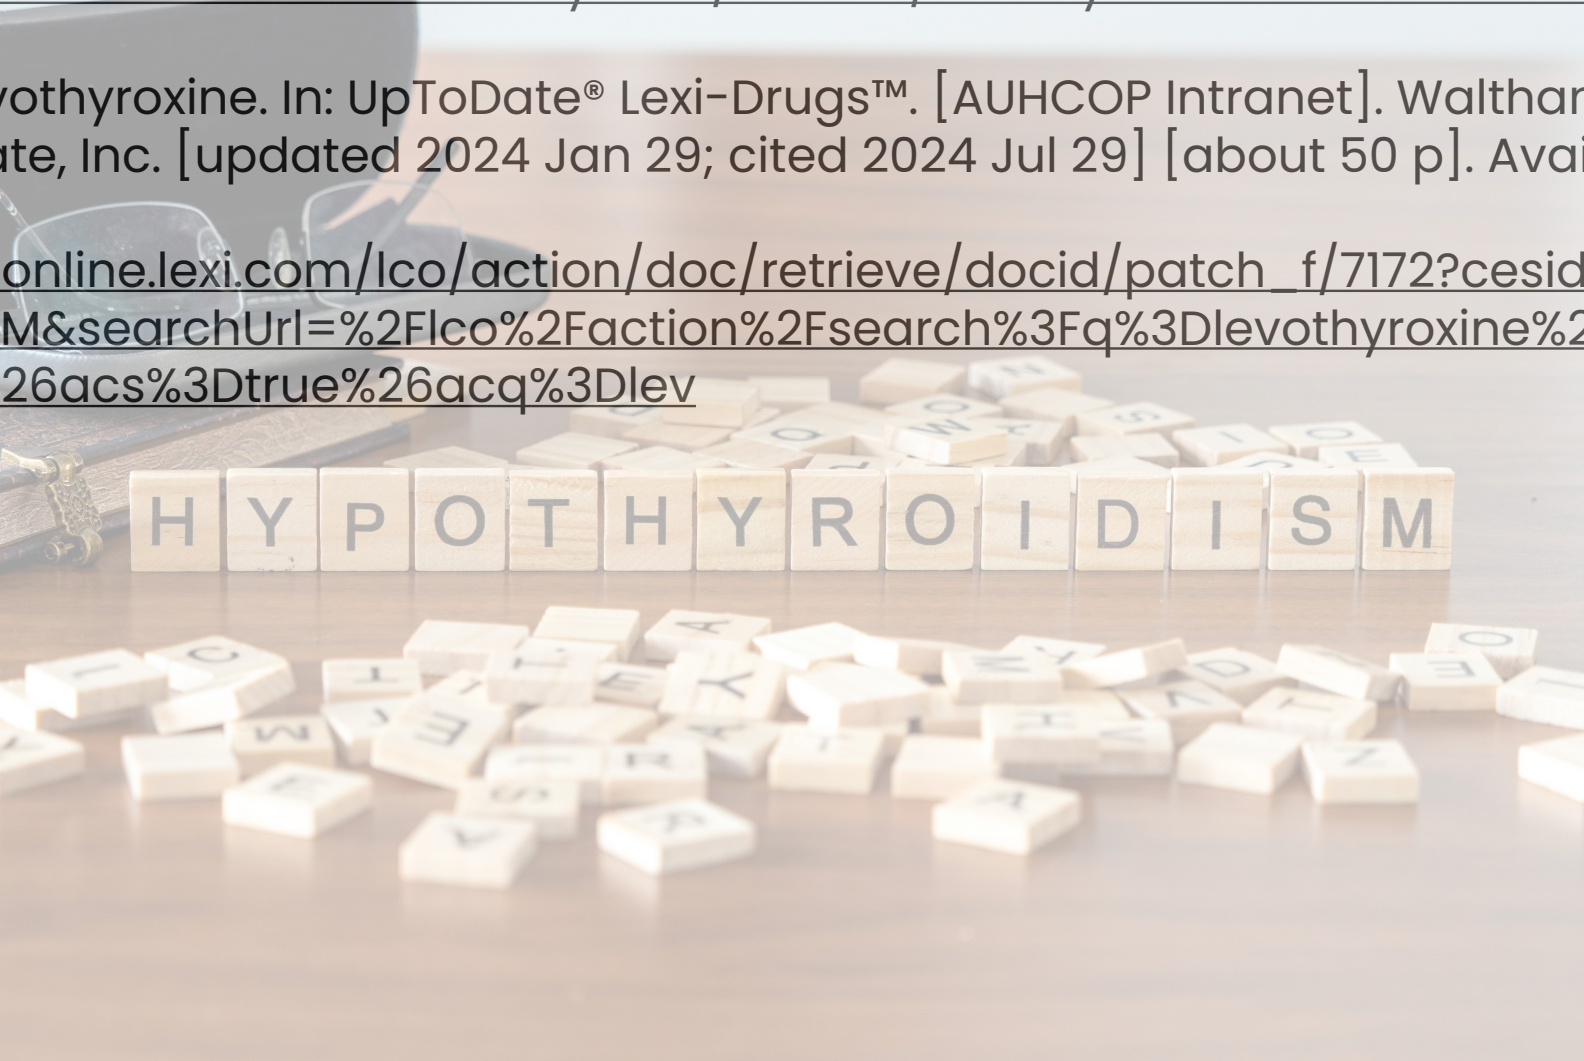 vothyroxine. In: UpToDate® Lexi-Drugs™. [AUHCOP Intranet]. Waltham
ate, Inc. [updated 2024 Jan 29; cited 2024 Jul 29] [about 50 p]. Avai
online.lexi.com/lco/action/doc/retrieve/docid/patch_f/7172?cesid
M&searchUrl=%2Flco%2Faction%2Fsearch%3Fq%3Dlevothyroxine%2
26acs%3Dtrue%26acq%3Dlev
HYPOTHYROIDISM